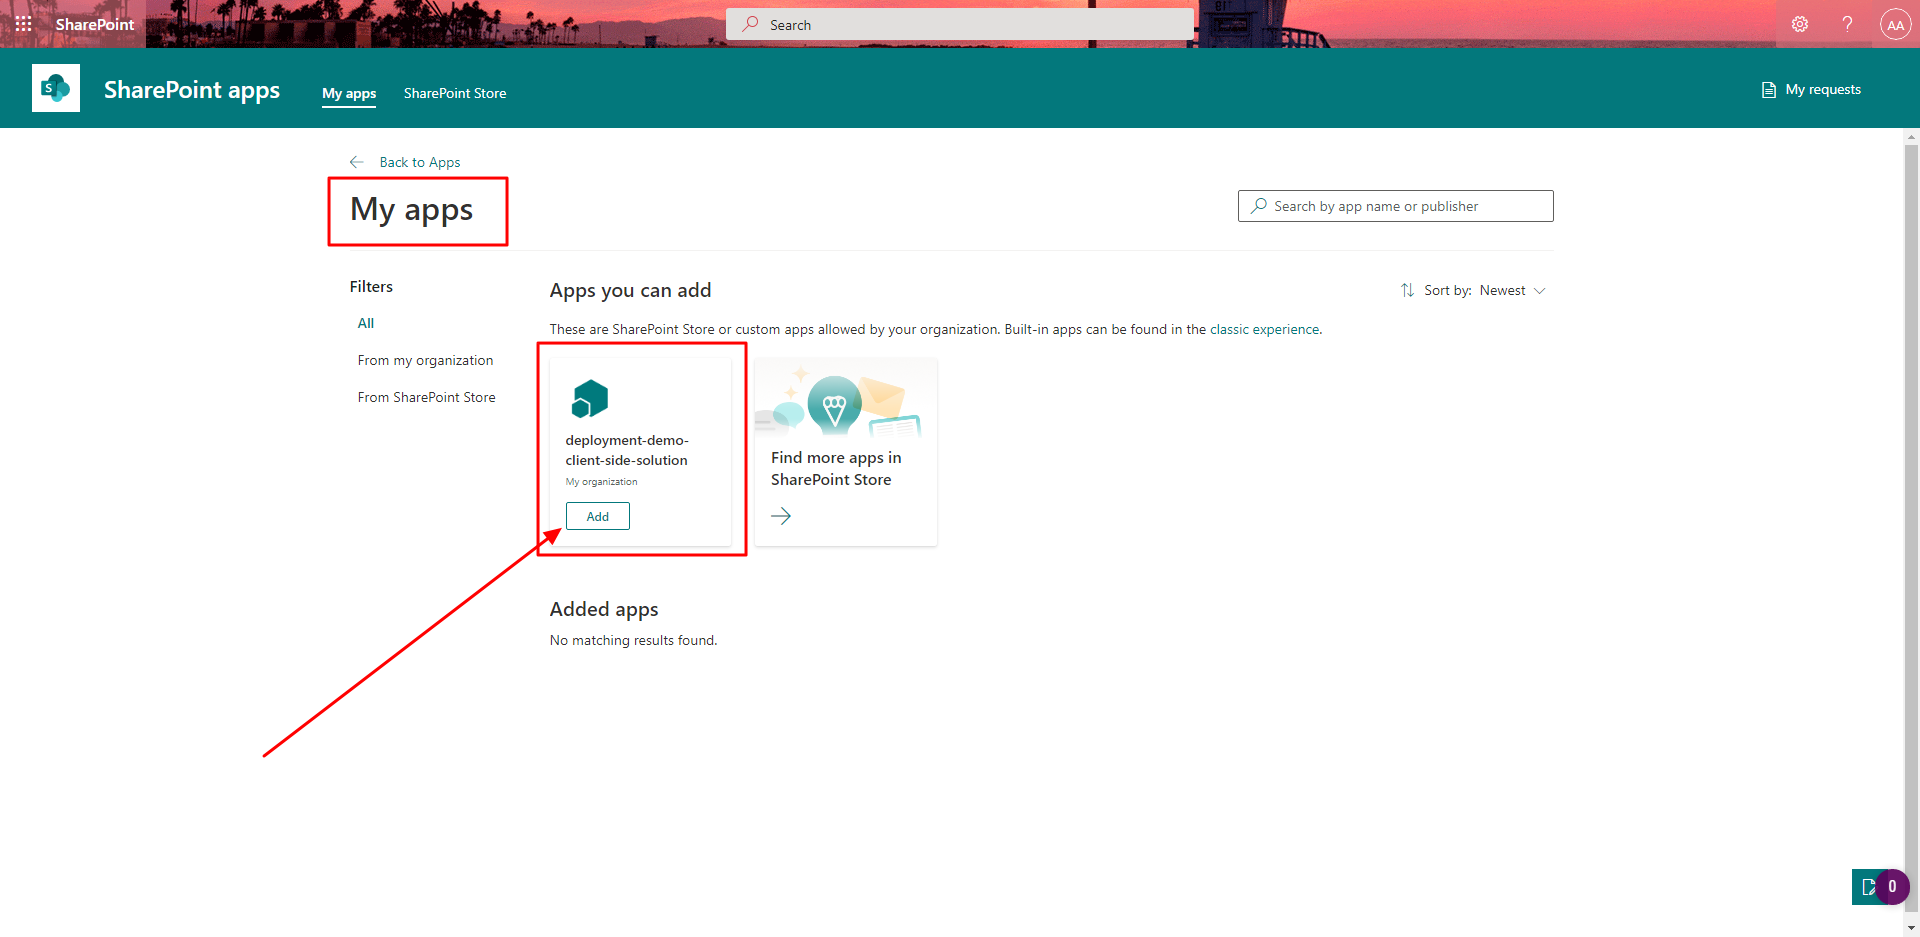 SharePoint
Search
?
AA
S
SharePoint apps
My apps
SharePoint Store
My requests
Back to Apps
My apps
Search by app name or publisher
Filters
All
From my organization
From SharePoint Store
Apps you can add
Sort by: Newest
These are SharePoint Store or custom apps allowed by your organization. Built-in apps can be found in the classic experience.
deployment-demo-
client-side-solution
My organization
Add
Find more apps in
SharePoint Store
Added apps
No matching results found.
0